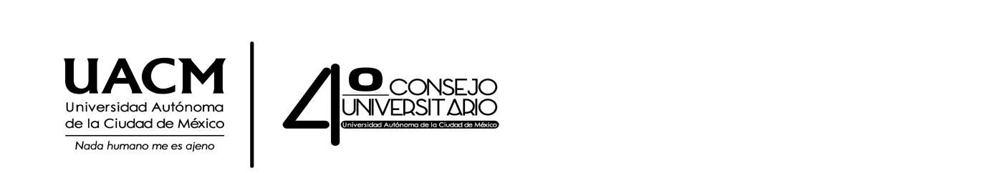 UACM
Universidad Autónoma
de la Ciudad de México
Nada humano me es ajeno
4º CONSEJO
UNIVERSITARIO
Universidad Autónoma de la Ciudad de México